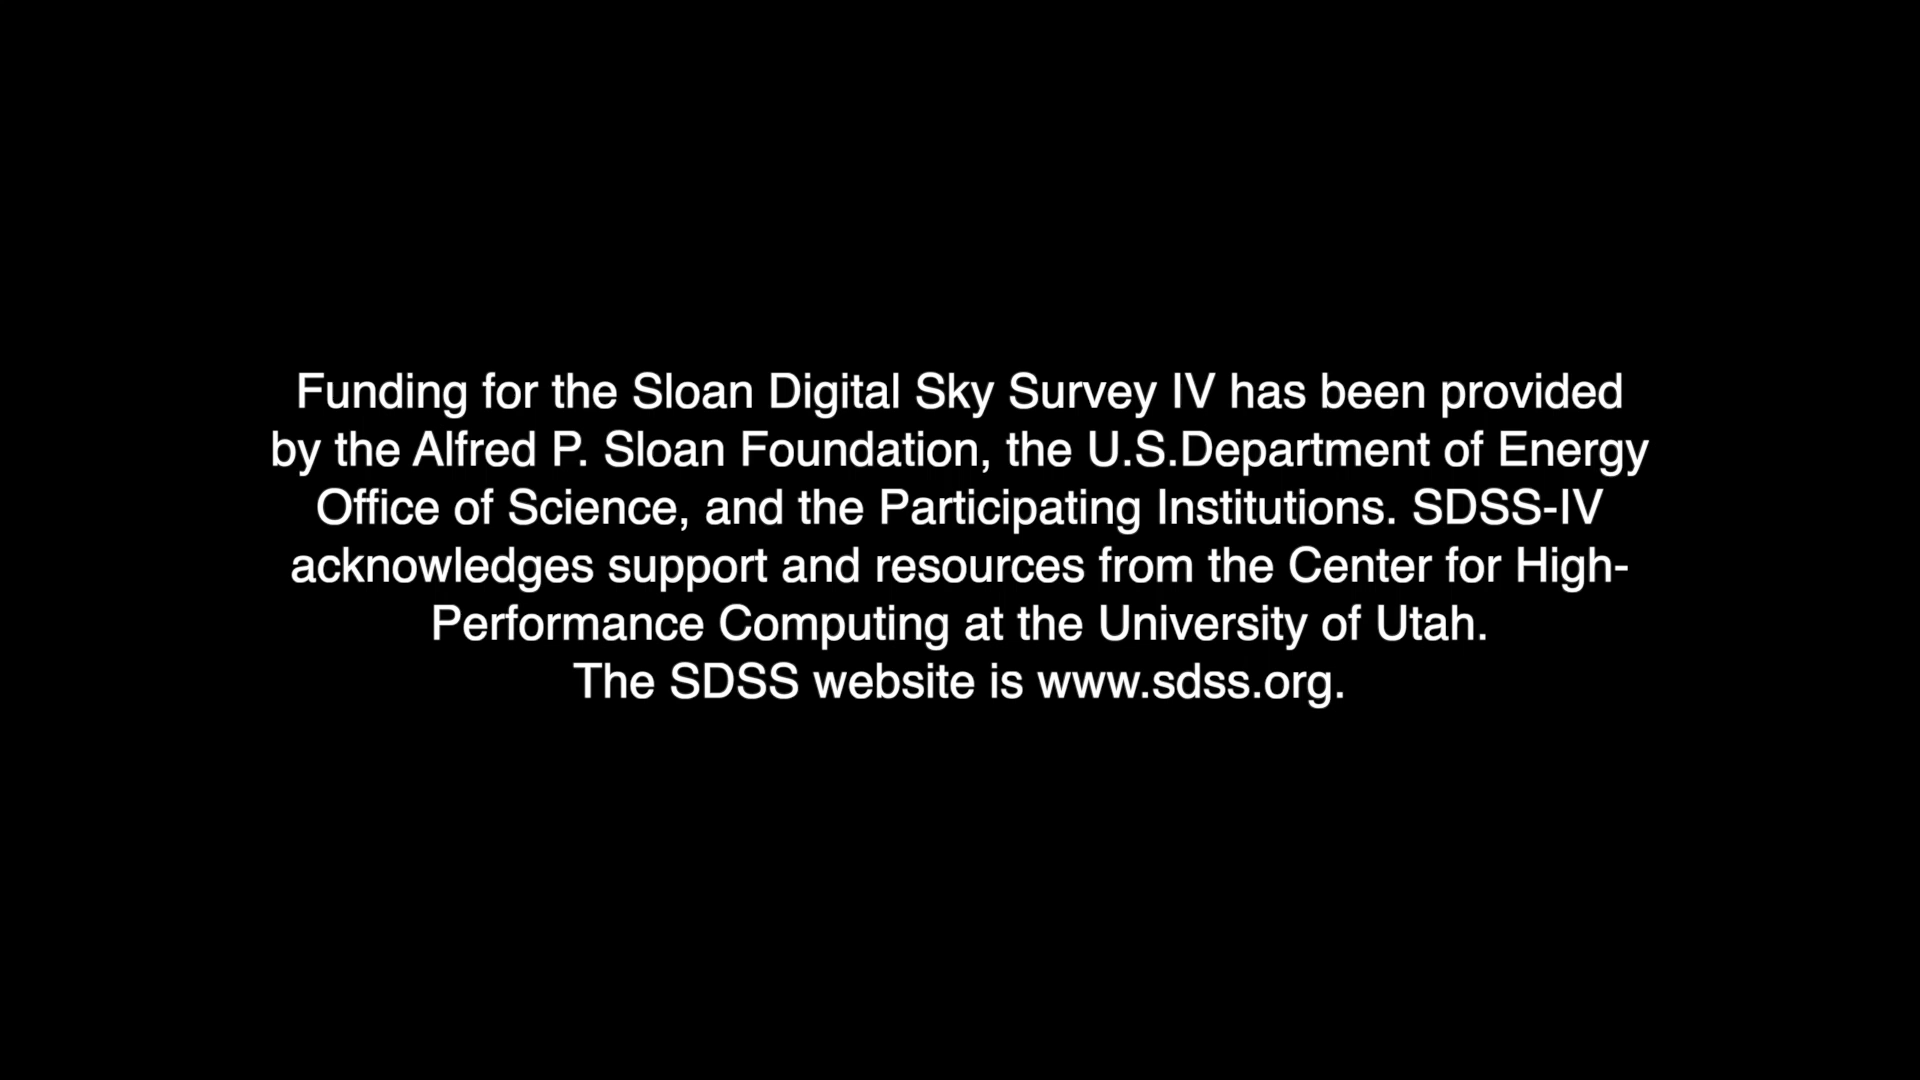 Funding for the Sloan Digital Sky Survey IV has been provided
by the Alfred P. Sloan Foundation, the U.S.Department of Energy
Office of Science, and the Participating Institutions. SDSS-IV
acknowledges support and resources from the Center for High-
Performance Computing at the University of Utah.
The SDSS website is www.sdss.org.